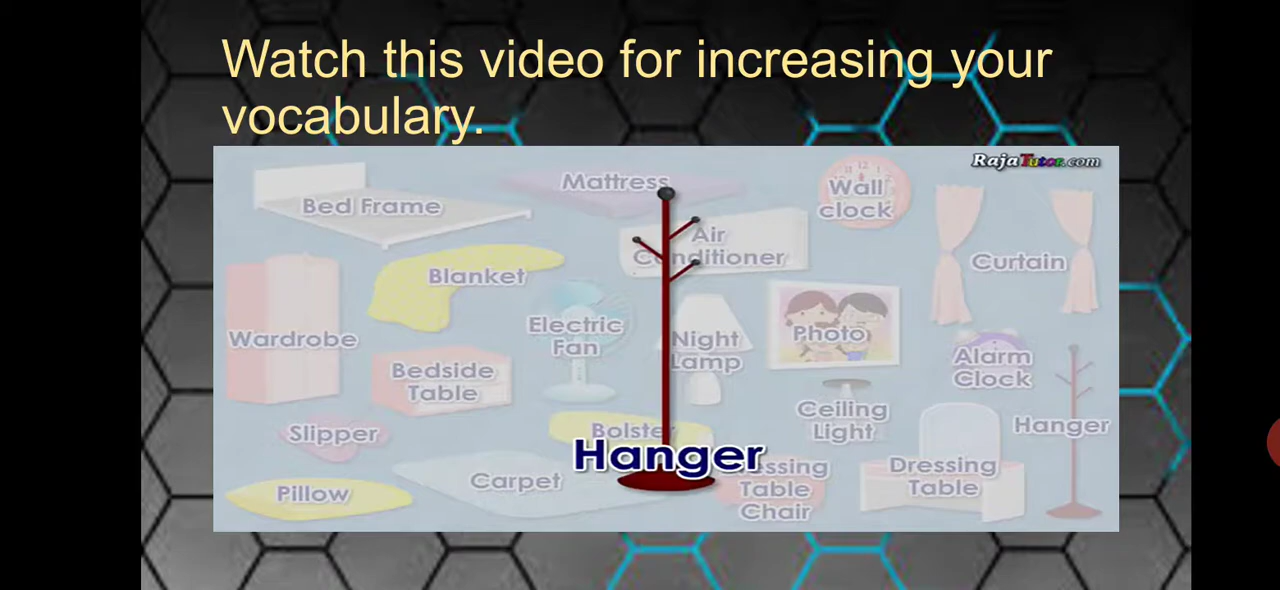 Watch this video for increasing your
vocabulary.
RajaTutor.com
Bed Frame
Mattress
Wall
clock
Air
Conditioner
Curtain
Blanket
Wardrobe
Electric
Fan
Night
Lamp
Photo
Alarm
Clock
Bedside
Table
Ceiling
Light
Hanger
Slipper
Bolster
Hanger
Pillow
Carpet
Dressing
Table
Chair
Dressing
Table